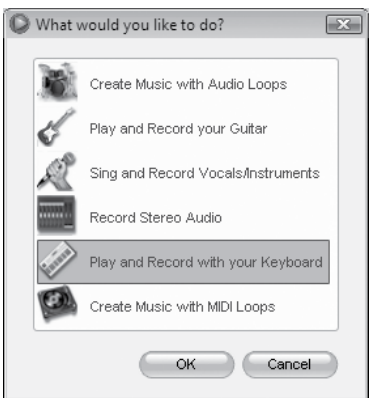 What would you like to do?
Create Music with Audio Loops
Play and Record your Guitar
Sing and Record Vocals/Instruments
Record Stereo Audio
Play and Record with your Keyboard
Create Music with MIDI Loops
OK Cancel